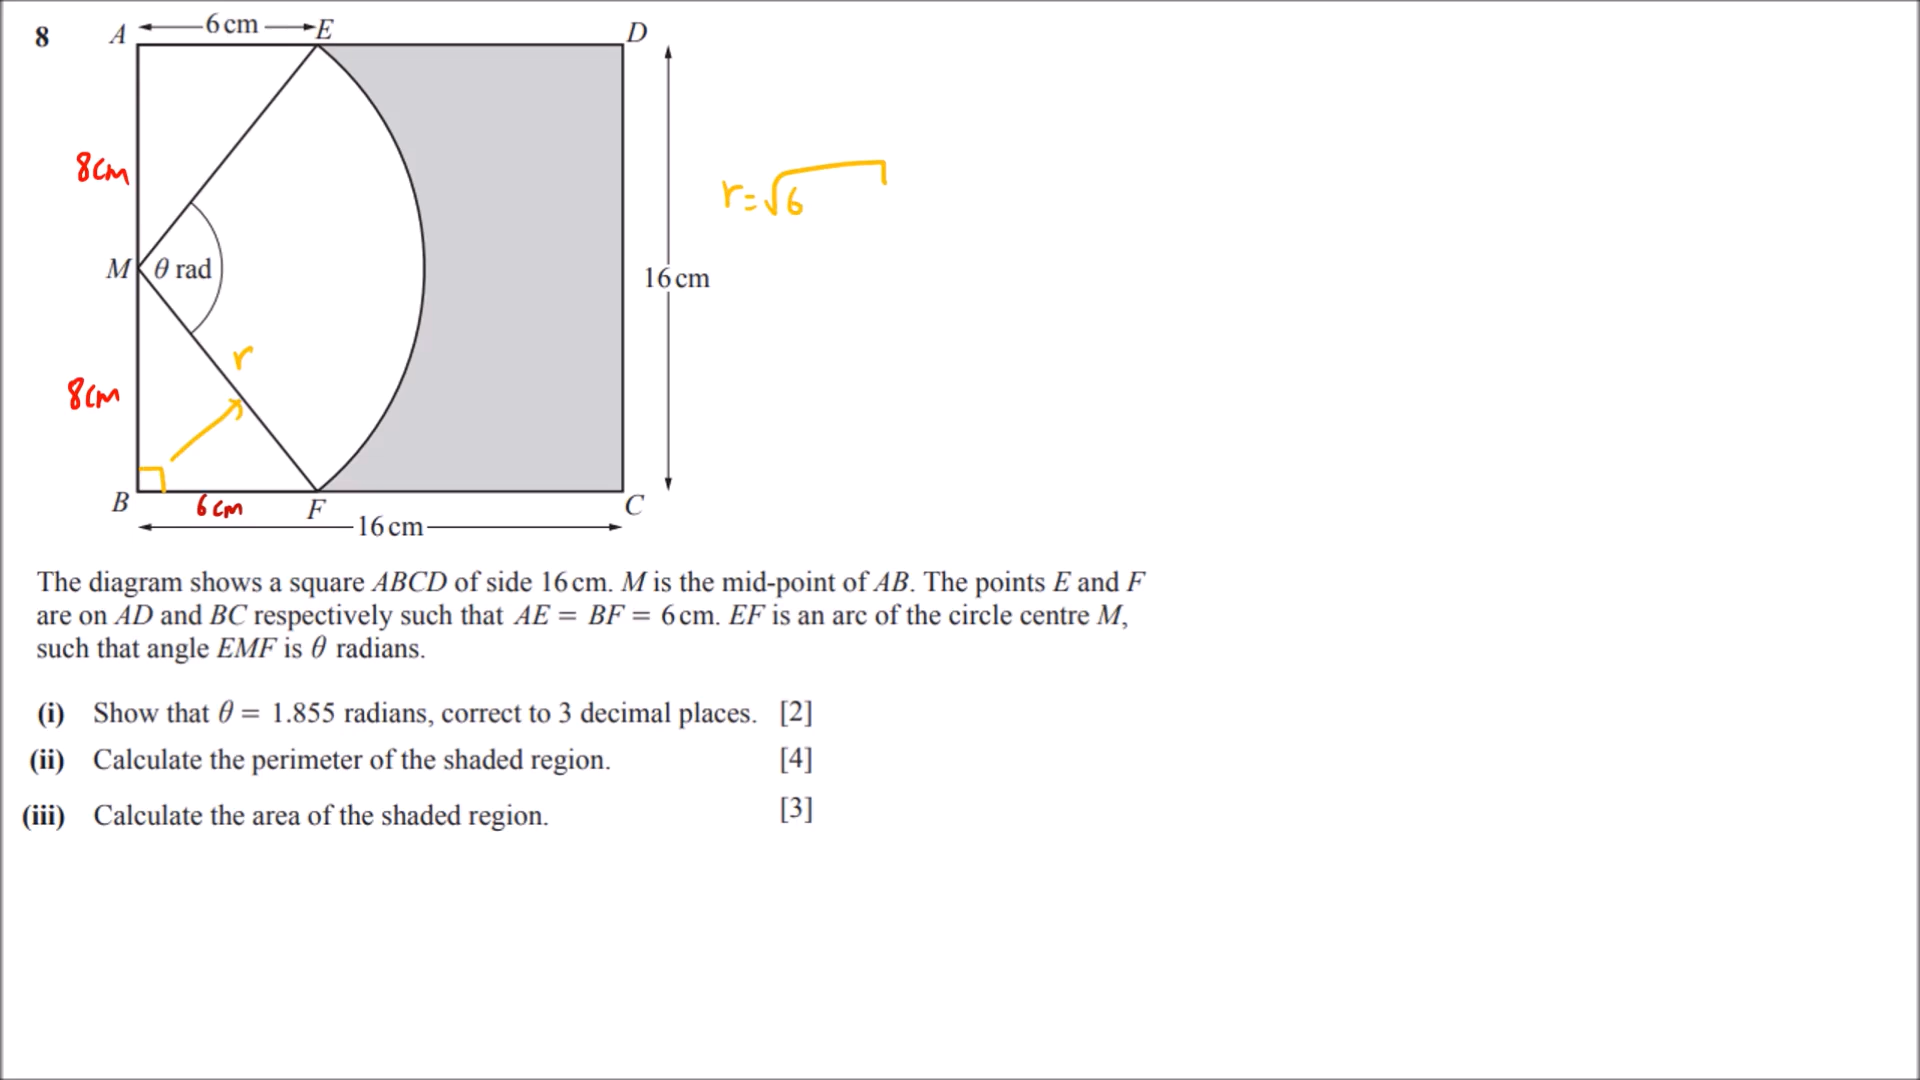 8
A
6 cm
E
D
8cm
r=√6
M
θ rad
16 cm
r
8cm
B
6cm
F
C
16 cm
The diagram shows a square ABCD of side 16 cm. M is the mid-point of AB. The points E and F
are on AD and BC respectively such that AE = BF = 6 cm. EF is an arc of the circle centre M,
such that angle EMF is θ radians.
(i) Show that θ = 1.855 radians, correct to 3 decimal places. [2]
(ii) Calculate the perimeter of the shaded region. [4]
(iii) Calculate the area of the shaded region. [3]